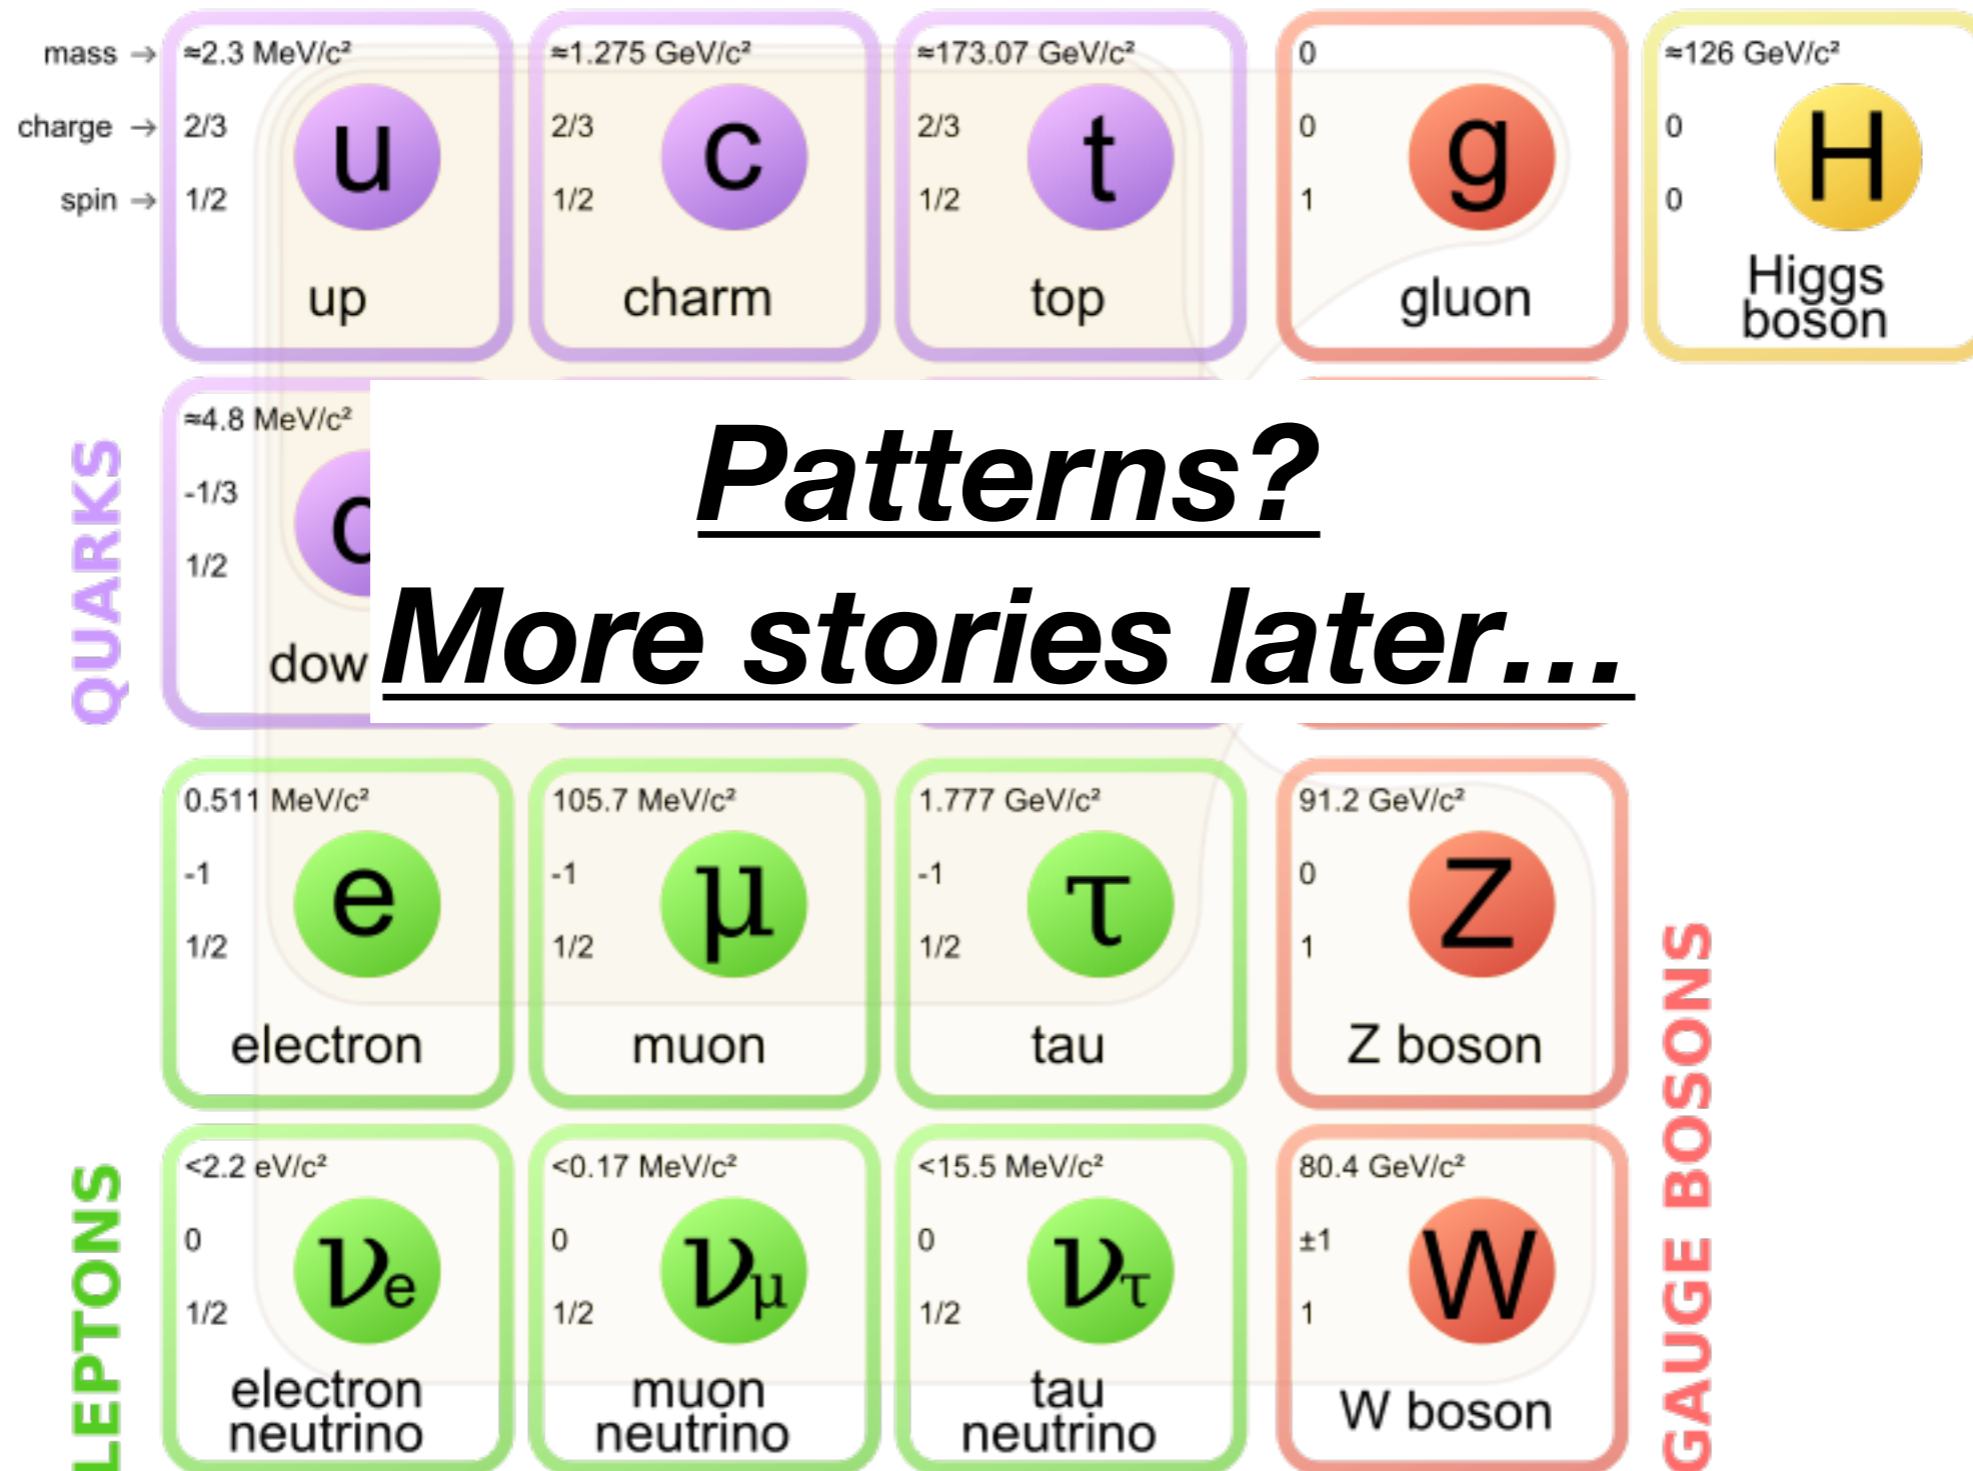 mass → ≈2.3 MeV/c² ≈1.275 GeV/c² ≈173.07 GeV/c² 0 ≈126 GeV/c²
charge → 2/3 u 2/3 c 2/3 t 0 g 0 H
spin → 1/2 1/2 1/2 1 0
up charm top gluon Higgs
boson
≈4.8 MeV/c²
-1/3
1/2
Patterns?
More stories later...
QUARKS
0.511 MeV/c² 105.7 MeV/c² 1.777 GeV/c² 91.2 GeV/c²
-1 e -1 μ -1 τ 0 Z
1/2 1/2 1/2 1
electron muon tau Z boson
<2.2 eV/c² <0.17 MeV/c² <15.5 MeV/c² 80.4 GeV/c²
0 νe 0 νμ 0 ντ ±1 W
1/2 1/2 1/2 1
electron muon tau W boson
neutrino neutrino neutrino
LEPTONS
GAUGE BOSONS